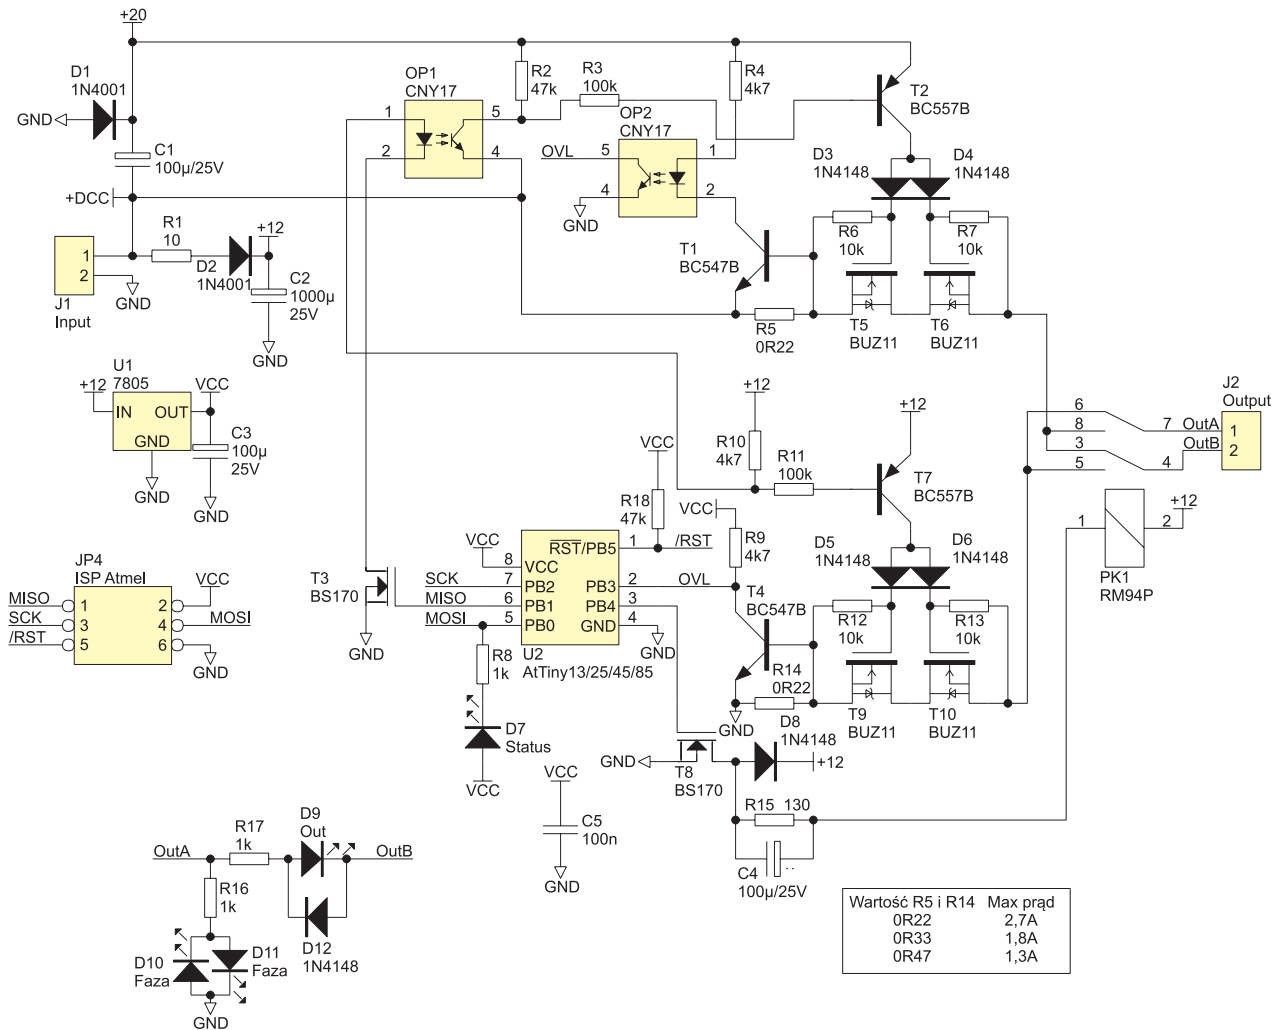 +20
D1
1N4001
GND
C1
100µ/25V
+DCC
R1
10
+12
D2
1N4001
J1
Input
1
2
GND
C2
1000µ
25V
GND
OP1
CNY17
1
2
5
4
R2
47k
R3
100k
R4
4k7
OP2
CNY17
OVL
5
4
1
2
GND
T1
BC547B
T2
BC557B
D3
1N4148
D4
1N4148
R6
10k
R7
10k
R5
0R22
T5
BUZ11
T6
BUZ11
U1
7805
+12
IN
OUT
GND
VCC
C3
100µ
25V
GND
GND
+12
R10
4k7
R11
100k
+12
T7
BC557B
J2
Output
6
8
3
5
7
4
OutA
OutB
1
2
1
2
+12
PK1
RM94P
VCC
R18
47k
VCC
R9
4k7
VCC
8
VCC
RST/PB5
1
/RST
SCK
7
PB2
PB3
2
OVL
MISO
6
PB1
PB4
3
MOSI
5
PB0
GND
4
GND
U2
AtTiny13/25/45/85
T3
BS170
GND
JP4
ISP Atmel
MISO
1
2
VCC
SCK
3
4
MOSI
/RST
5
6
GND
R8
1k
D7
Status
VCC
T4
BC547B
D5
1N4148
D6
1N4148
R12
10k
R13
10k
R14
0R22
GND
T9
BUZ11
T10
BUZ11
GND
T8
BS170
D8
1N4148
+12
R15 130
C4
100µ/25V
VCC
C5
100n
GND
OutA
R17
1k
D9
Out
OutB
R16
1k
D12
1N4148
D10
Faza
D11
Faza
GND
Wartość R5 i R14 Max prąd
0R22 2,7A
0R33 1,8A
0R47 1,3A